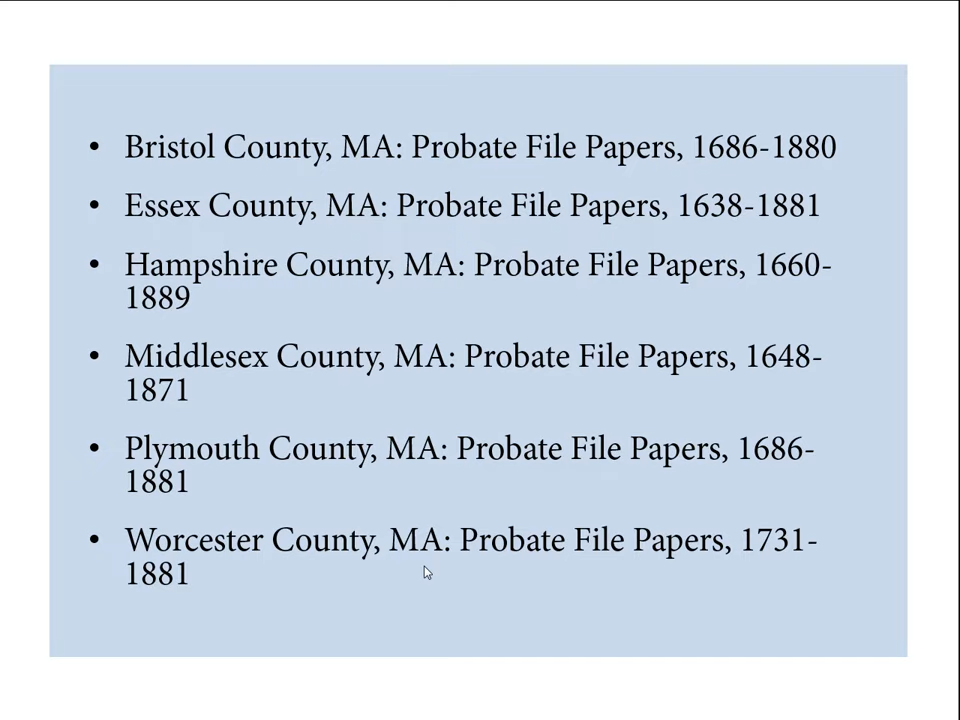 • Bristol County, MA: Probate File Papers, 1686-1880
• Essex County, MA: Probate File Papers, 1638-1881
• Hampshire County, MA: Probate File Papers, 1660-
1889
• Middlesex County, MA: Probate File Papers, 1648-
1871
• Plymouth County, MA: Probate File Papers, 1686-
1881
• Worcester County, MA: Probate File Papers, 1731-
1881